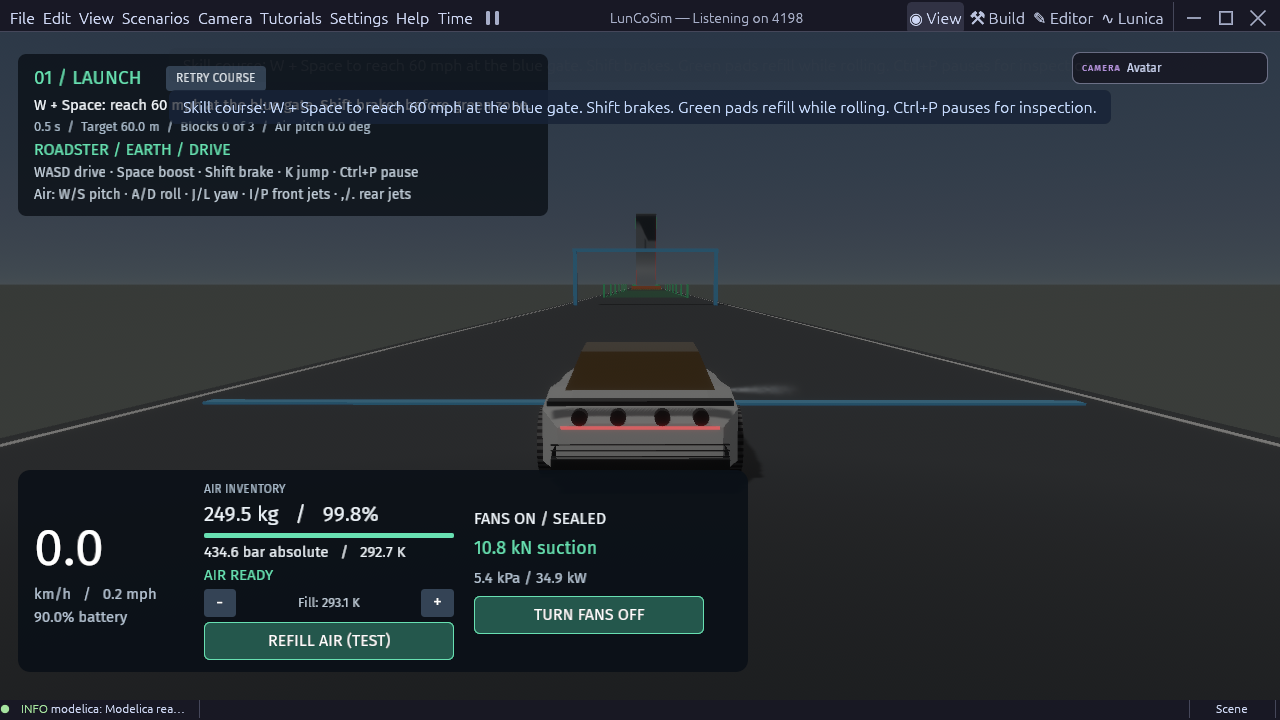 File Edit View Scenarios Camera Tutorials Settings Help Time
LunCoSim — Listening on 4198
View Build Editor Lunica
01 / LAUNCH
RETRY COURSE
CAMERA Avatar
W + Space: reach 60
Skill course: W + Space to reach 60 mph at the blue gate. Shift brakes. Green pads refill while rolling. Ctrl+P pauses for inspection.
0.5 s / Target 60.0 m / Blocks 0 of 3 / Air pitch 0.0 deg
ROADSTER / EARTH / DRIVE
WASD drive · Space boost · Shift brake · K jump · Ctrl+P pause
Air: W/S pitch · A/D roll · J/L yaw · I/P front jets · ,/. rear jets
0.0
km/h / 0.2 mph
90.0% battery
AIR INVENTORY
249.5 kg / 99.8%
434.6 bar absolute / 292.7 K
AIR READY
- Fill: 293.1 K +
REFILL AIR (TEST)
FANS ON / SEALED
10.8 kN suction
5.4 kPa / 34.9 kW
TURN FANS OFF
INFO modelica: Modelica rea...
Scene